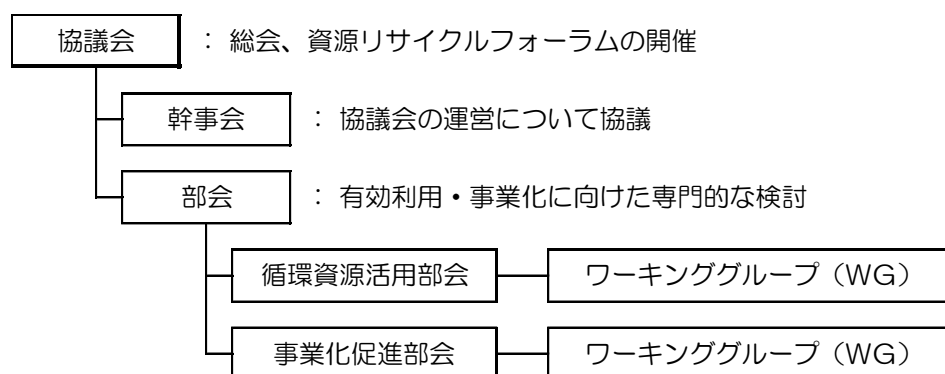 協議会 : 総会、資源リサイクルフォーラムの開催
幹事会 : 協議会の運営について協議
部会 : 有効利用・事業化に向けた専門的な検討
循環資源活用部会 ワーキンググループ（WG）
事業化促進部会 ワーキンググループ（WG）